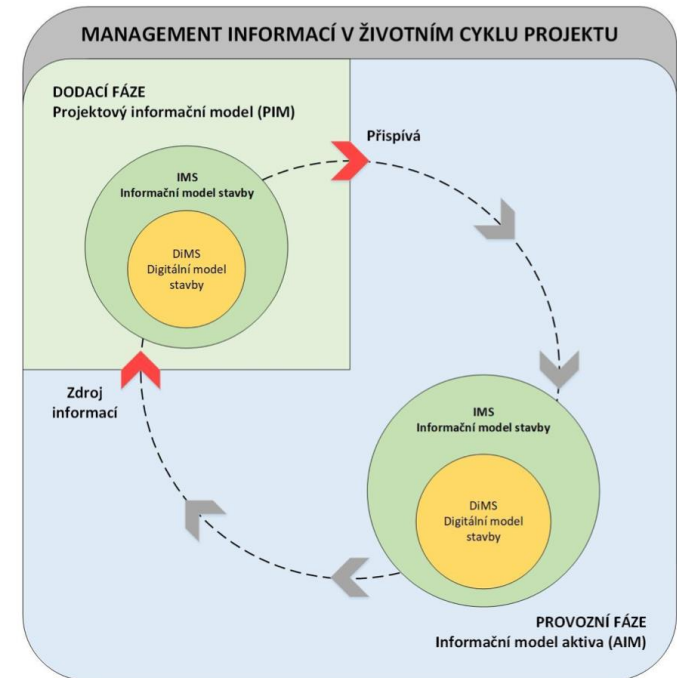 MANAGEMENT INFORMACÍ V ŽIVOTNÍM CYKLU PROJEKTU
DODACÍ FÁZE
Projektový informační model (PIM)
Přispívá
IMS
Informační model stavby
DiMS
Digitální model
stavby
Zdroj
informací
IMS
Informační model stavby
DiMS
Digitální model
stavby
PROVOZNÍ FÁZE
Informační model aktiva (AIM)